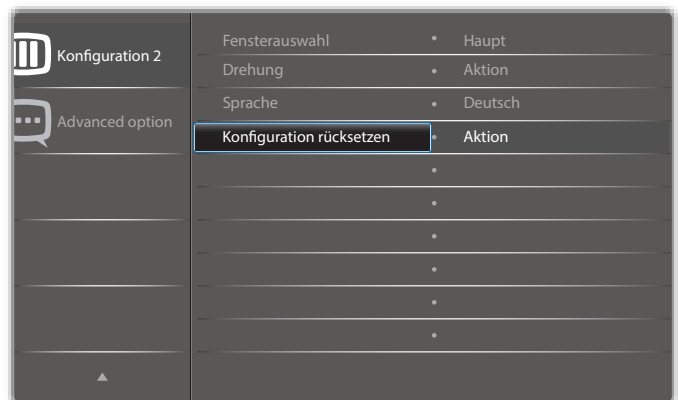 Konfiguration 2
Advanced option
Fensterauswahl • Haupt
Drehung • Aktion
Sprache • Deutsch
Konfiguration rücksetzen • Aktion